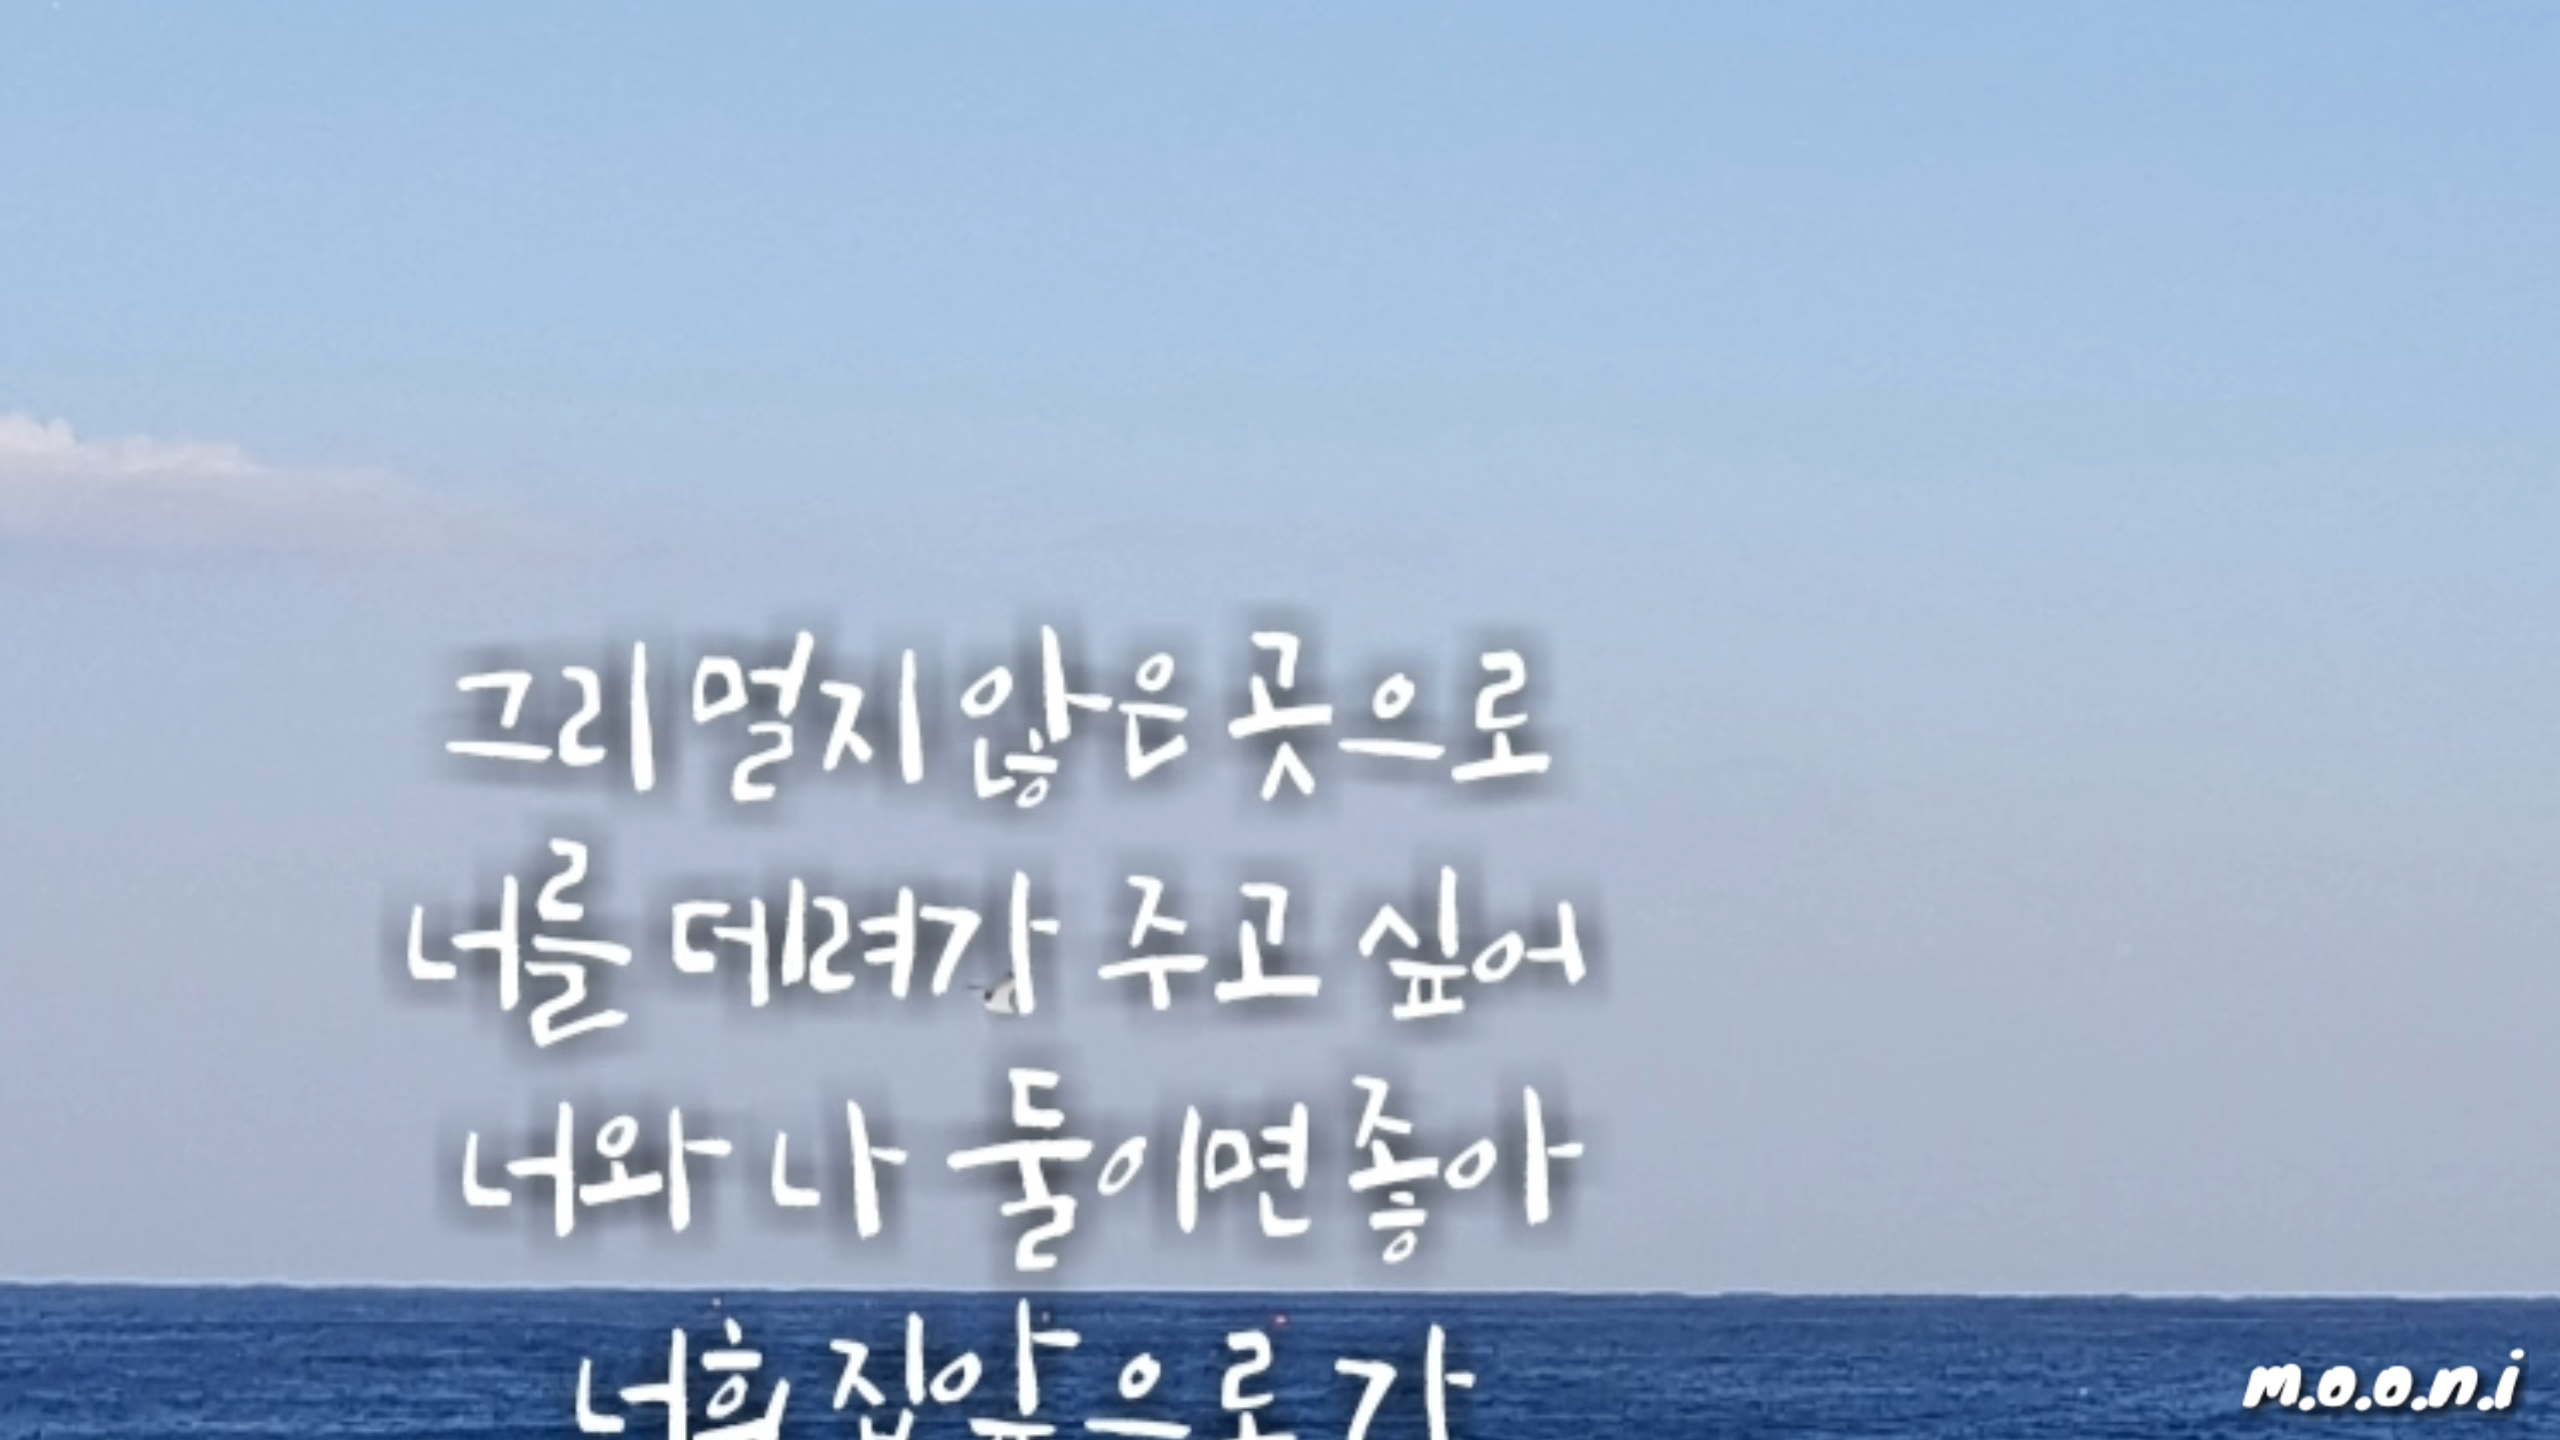 그리 멀지 않은 곳으로
너를 데려가 주고 싶어
너와 나 둘이면 좋아
너희 집앞으로 가
m.o.o.n.i